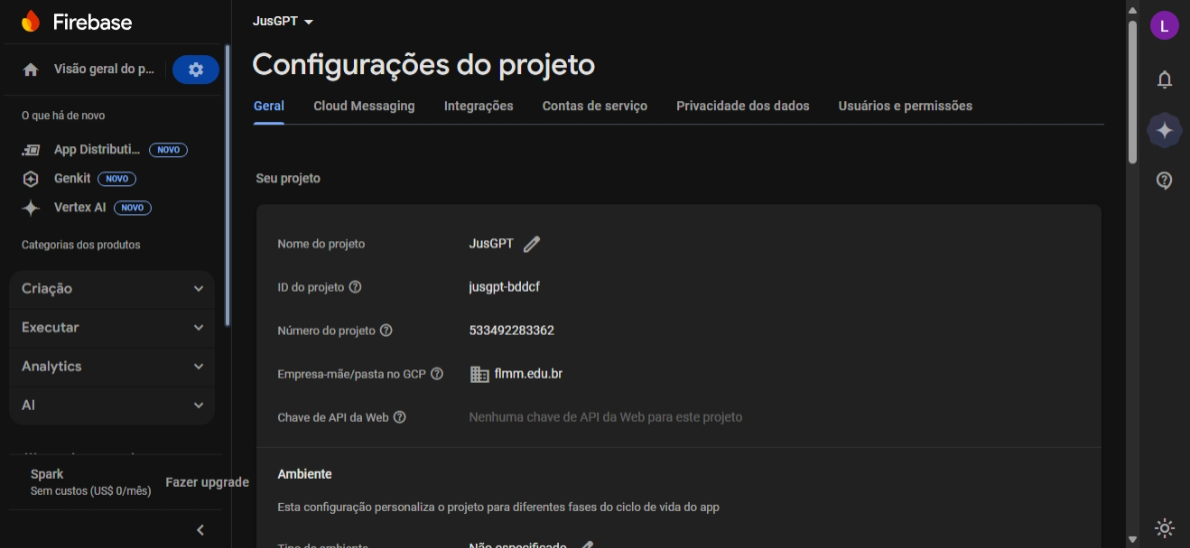 Firebase
Visão geral do p...
O que há de novo
App Distributi... NOVO
Genkit NOVO
Vertex AI NOVO
Categorias dos produtos
Criação
Executar
Analytics
AI
Spark
Sem custos (US$ 0/mês)
Fazer upgrade
JusGPT
Configurações do projeto
Geral Cloud Messaging Integrações Contas de serviço Privacidade dos dados Usuários e permissões
Seu projeto
Nome do projeto JusGPT
ID do projeto jusgpt-bddcf
Número do projeto 533492283362
Empresa-mãe/pasta no GCP flmm.edu.br
Chave de API da Web Nenhuma chave de API da Web para este projeto
Ambiente
Esta configuração personaliza o projeto para diferentes fases do ciclo de vida do app
Tipo de ambiente Não especificado
L